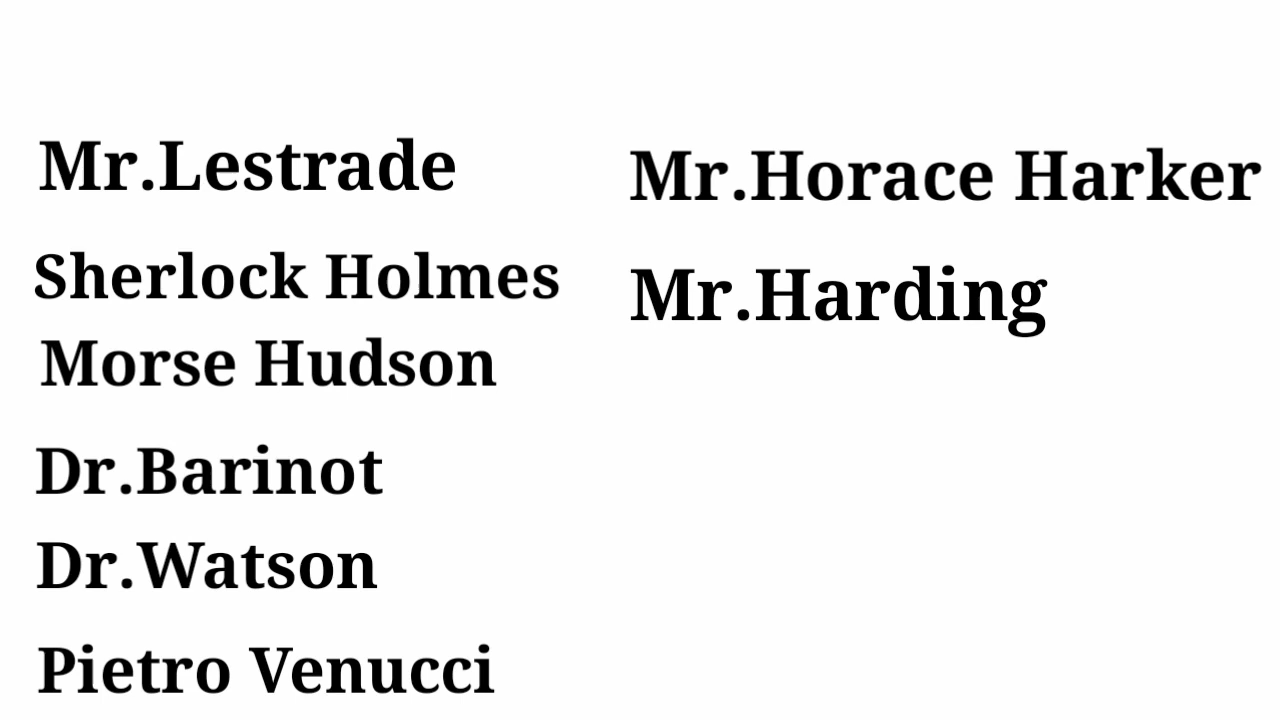 Mr.Lestrade
Sherlock Holmes
Morse Hudson
Dr.Barinot
Dr.Watson
Pietro Venucci
Mr.Horace Harker
Mr.Harding